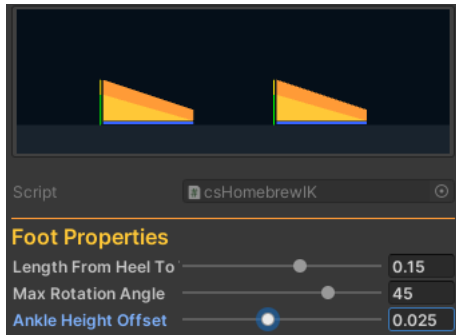 Script csHomebrewIK
Foot Properties
Length From Heel To 0.15
Max Rotation Angle 45
Ankle Height Offset 0.025